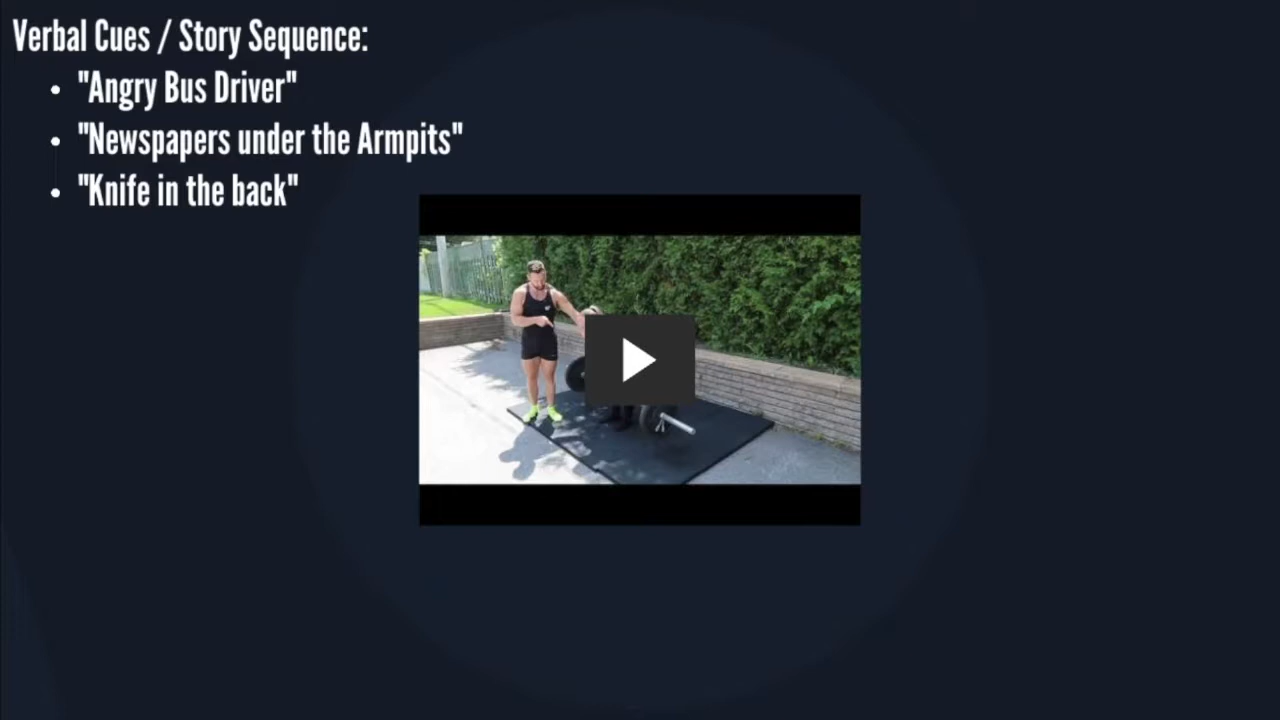 Verbal Cues / Story Sequence:
• "Angry Bus Driver"
• "Newspapers under the Armpits"
• "Knife in the back"